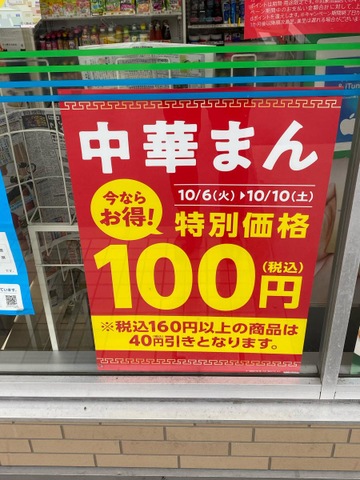 中華まん
今なら
お得!
10/6(火)▶10/10(土)
特別価格
100円
(税込)
※税込160円以上の商品は
40円引きとなります。